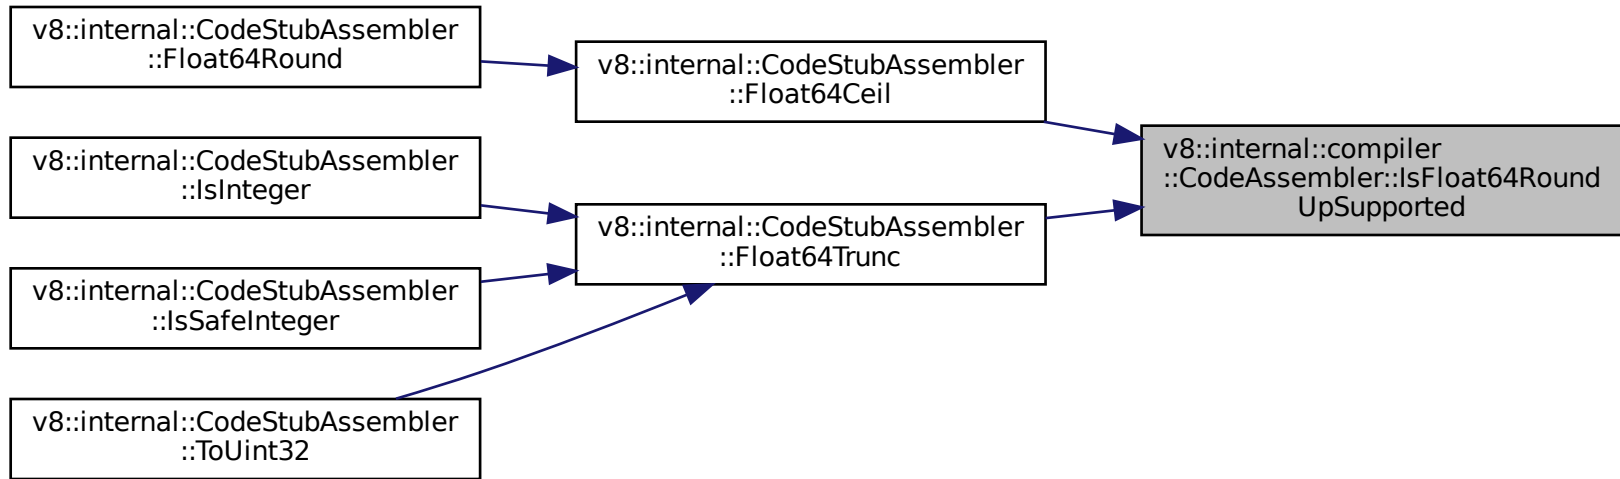 v8::internal::CodeStubAssembler
::Float64Round
v8::internal::CodeStubAssembler
::IsInteger
v8::internal::CodeStubAssembler
::IsSafeInteger
v8::internal::CodeStubAssembler
::ToUint32
v8::internal::CodeStubAssembler
::Float64Ceil
v8::internal::CodeStubAssembler
::Float64Trunc
v8::internal::compiler
::CodeAssembler::IsFloat64Round
UpSupported